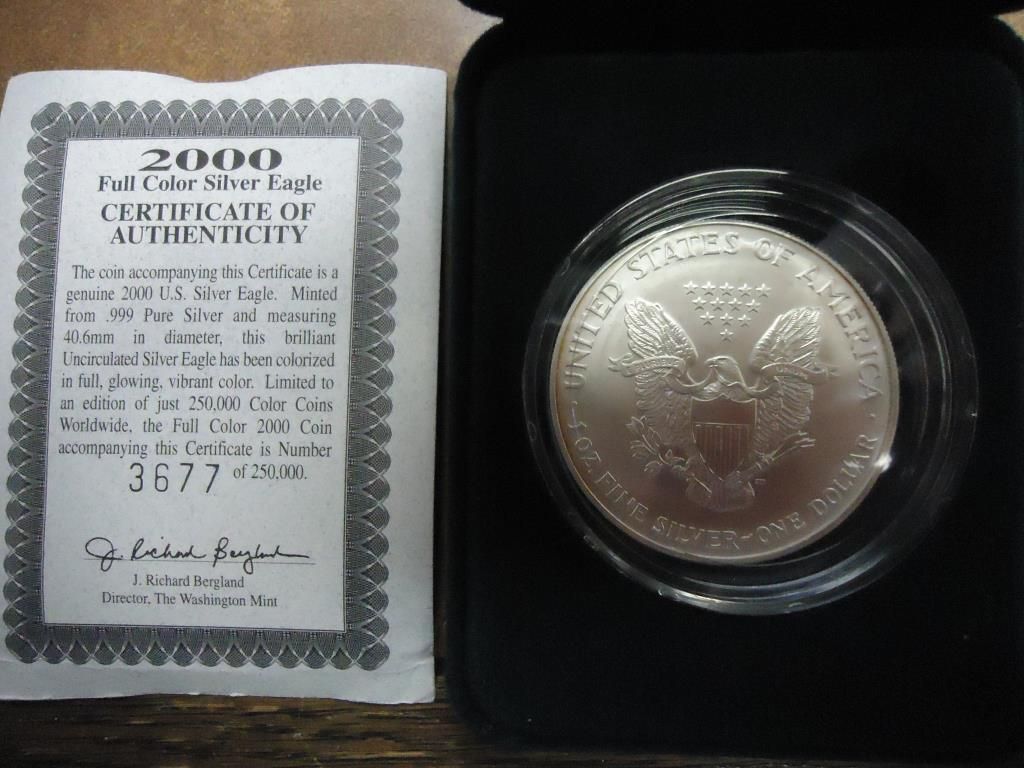 2000
Full Color Silver Eagle
CERTIFICATE OF
AUTHENTICITY
The coin accompanying this Certificate is a
genuine 2000 U.S. Silver Eagle. Minted
from .999 Pure Silver and measuring
40.6mm in diameter, this brilliant
Uncirculated Silver Eagle has been colorized
in full, glowing, vibrant color. Limited to
an edition of just 250,000 Color Coins
Worldwide, the Full Color 2000 Coin
accompanying this Certificate is Number
3677 of 250,000.
J. Richard Bergland
J. Richard Bergland
Director, The Washington Mint
UNITED STATES OF AMERICA
1 OZ. FINE SILVER~ONE DOLLAR